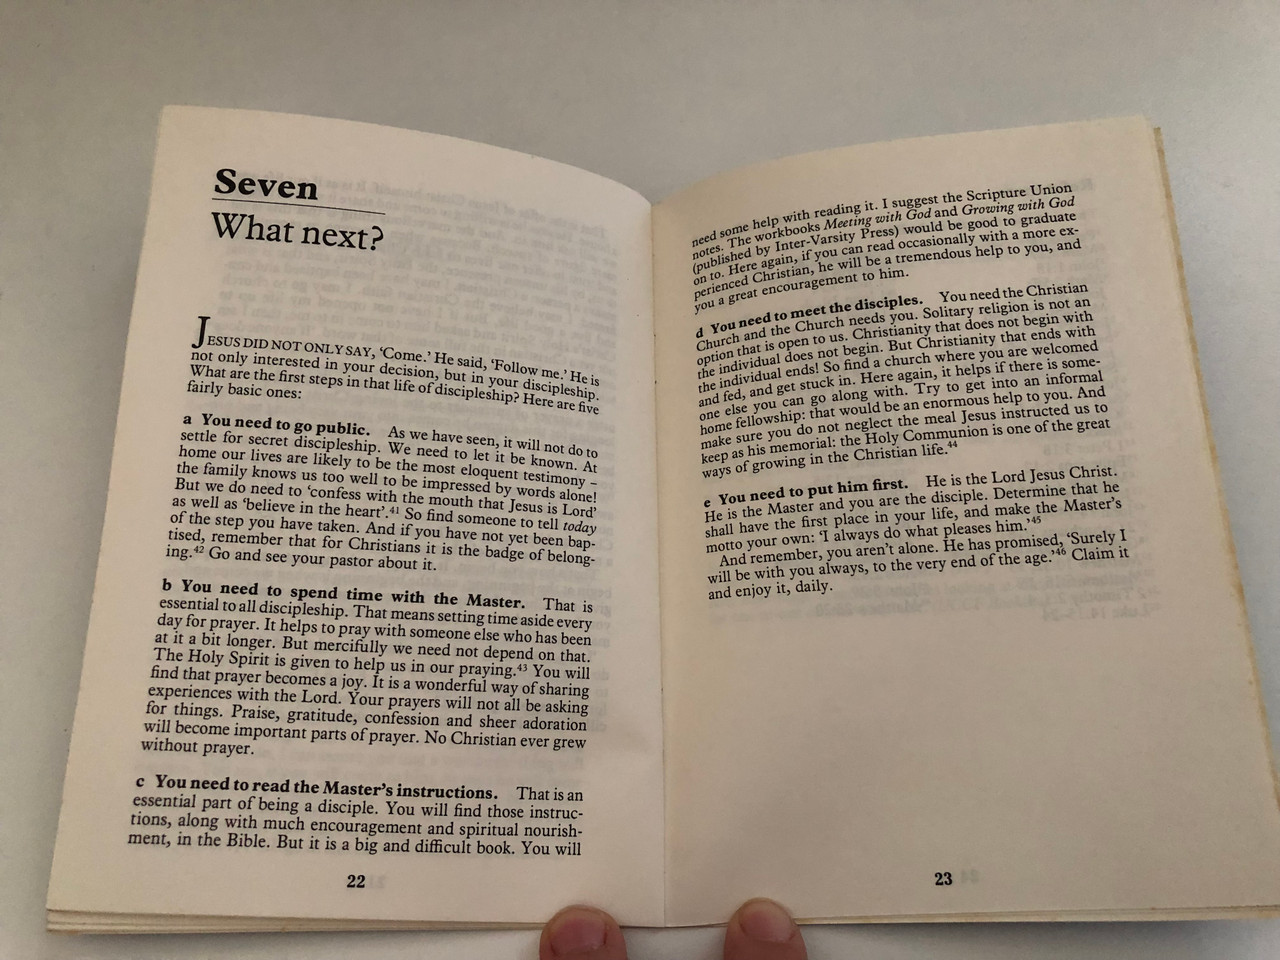 Seven
What next?
JESUS DID NOT ONLY SAY, ‘Come.’ He said, ‘Follow me.’ He is
not only interested in your decision, but in your discipleship.
What are the first steps in that life of discipleship? Here are five
fairly basic ones:
a You need to go public. As we have seen, it will not do to
settle for secret discipleship. We need to let it be known. At
home our lives are likely to be the most eloquent testimony –
the family knows us too well to be impressed by words alone!
But we do need to ‘confess with the mouth that Jesus is Lord’
as well as ‘believe in the heart’.41 So find someone to tell today
of the step you have taken. And if you have not yet been bap-
tised, remember that for Christians it is the badge of belong-
ing.42 Go and see your pastor about it.
b You need to spend time with the Master. That is
essential to all discipleship. That means setting time aside every
day for prayer. It helps to pray with someone else who has been
at it a bit longer. But mercifully we need not depend on that.
The Holy Spirit is given to help us in our praying.43 You will
find that prayer becomes a joy. It is a wonderful way of sharing
experiences with the Lord. Your prayers will not all be asking
for things. Praise, gratitude, confession and sheer adoration
will become important parts of prayer. No Christian ever grew
without prayer.
c You need to read the Master’s instructions. That is an
essential part of being a disciple. You will find those instruc-
tions, along with much encouragement and spiritual nourish-
ment, in the Bible. But it is a big and difficult book. You will
22
need some help with reading it. I suggest the Scripture Union
notes. The workbooks Meeting with God and Growing with God
(published by Inter-Varsity Press) would be good to graduate
on to. Here again, if you can read occasionally with a more ex-
perienced Christian, he will be a tremendous help to you, and
you a great encouragement to him.
d You need to meet the disciples. You need the Christian
Church and the Church needs you. Solitary religion is not an
option that is open to us. Christianity that does not begin with
the individual does not begin. But Christianity that ends with
the individual ends! So find a church where you are welcomed
and fed, and get stuck in. Here again, it helps if there is some-
one else you can go along with. Try to get into an informal
home fellowship: that would be an enormous help to you. And
make sure you do not neglect the meal Jesus instructed us to
keep as his memorial: the Holy Communion is one of the great
ways of growing in the Christian life.44
e You need to put him first. He is the Lord Jesus Christ.
He is the Master and you are the disciple. Determine that he
shall have the first place in your life, and make the Master’s
motto your own: ‘I always do what pleases him.’45
And remember, you aren’t alone. He has promised, ‘Surely I
will be with you always, to the very end of the age.’46 Claim it
and enjoy it, daily.
23